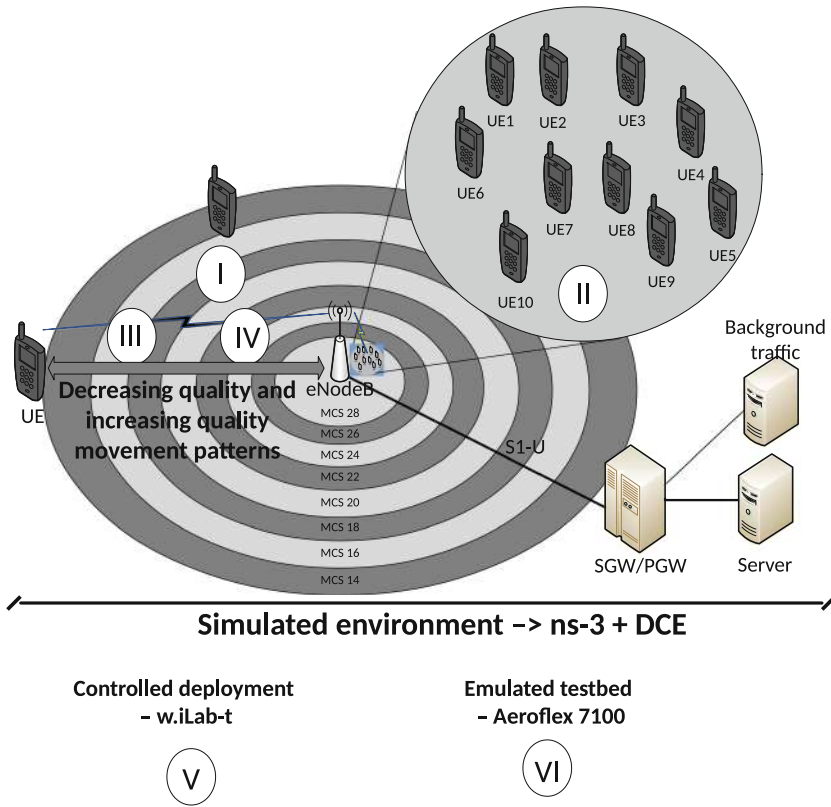 UE1
UE2
UE3
UE4
UE6
UE7
UE8
UE5
UE9
UE10
II
I
III
IV
UE
Decreasing quality and
increasing quality
movement patterns
eNodeB
MCS 28
MCS 26
MCS 24
MCS 22
MCS 20
MCS 18
MCS 16
MCS 14
S1-U
Background
traffic
SGW/PGW
Server
Simulated environment –> ns-3 + DCE
Controlled deployment
– w.iLab-t
V
Emulated testbed
– Aeroflex 7100
VI